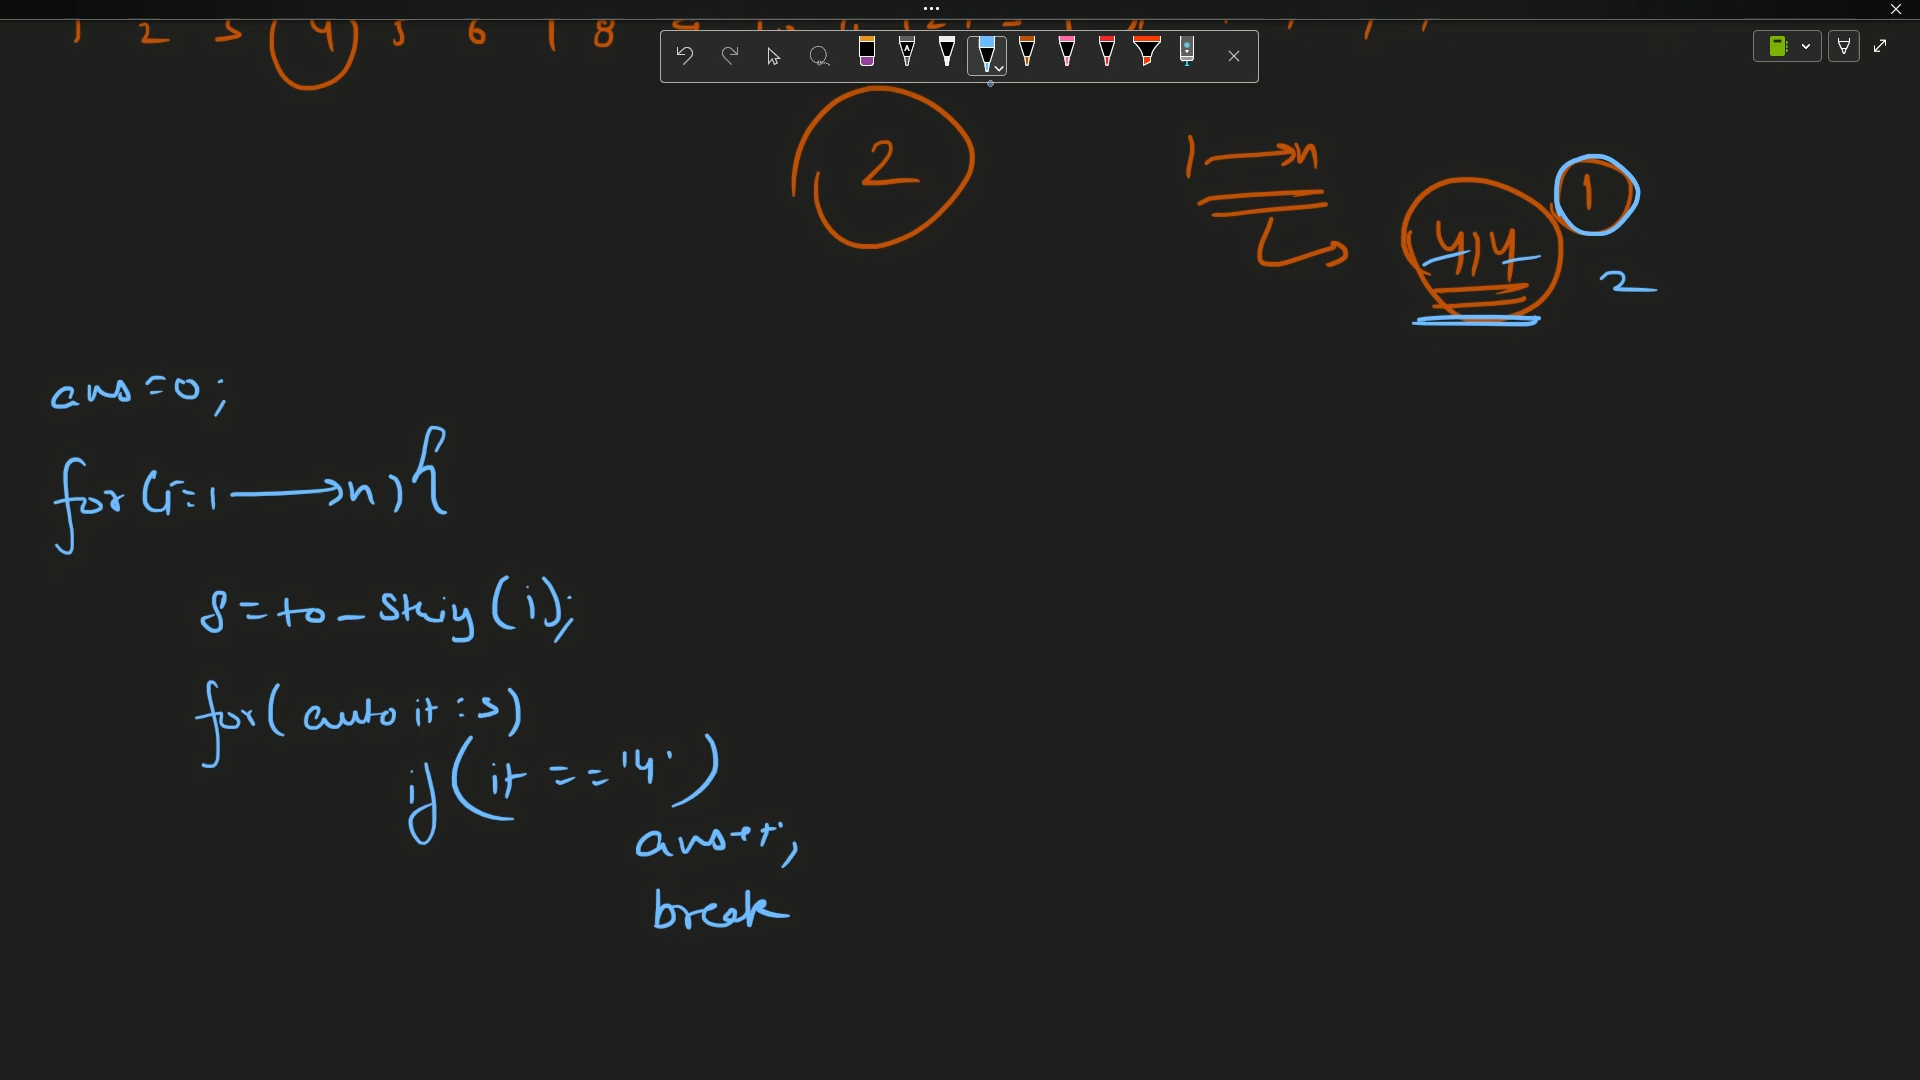 1 2 3 4 5 6 8
2
1 → n
1
414
2
ans = 0;
for (i = 1 → n) {
s = to_string(i);
for( auto it : s)
if (it == '4')
ans++;
break